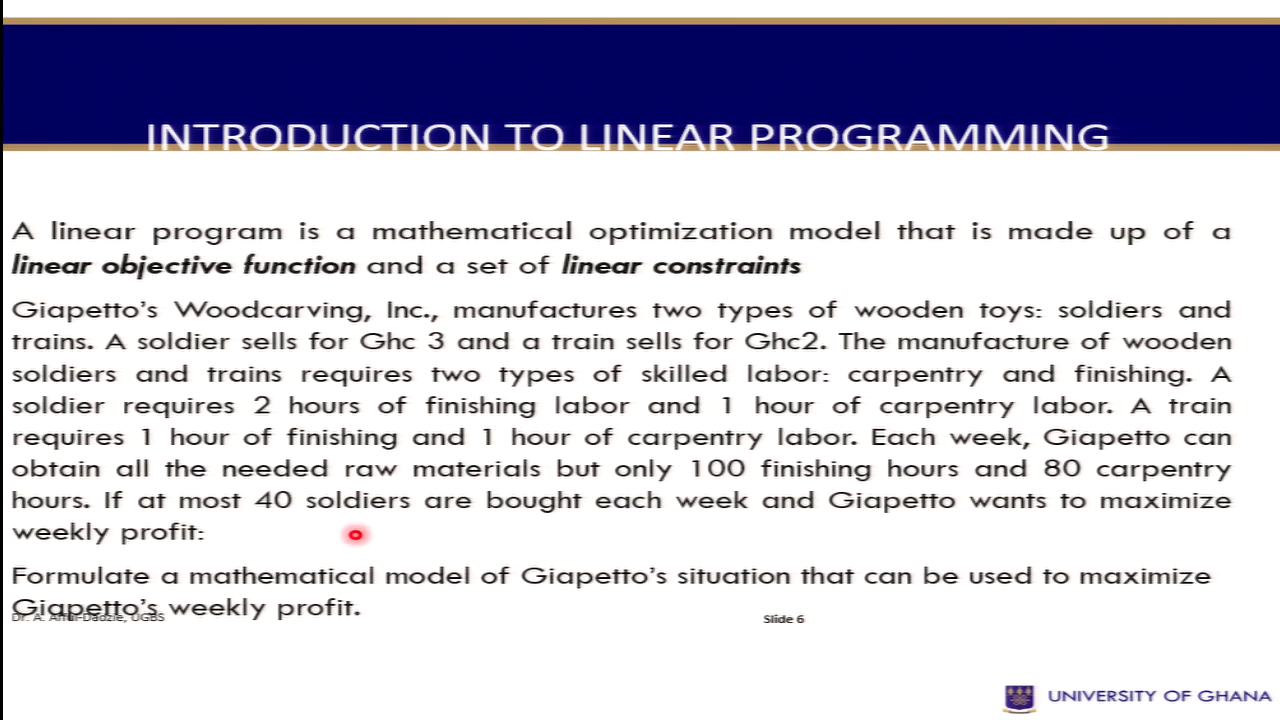 INTRODUCTION TO LINEAR PROGRAMMING
A linear program is a mathematical optimization model that is made up of a
linear objective function and a set of linear constraints
Giapetto's Woodcarving, Inc., manufactures two types of wooden toys: soldiers and
trains. A soldier sells for Ghc 3 and a train sells for Ghc2. The manufacture of wooden
soldiers and trains requires two types of skilled labor: carpentry and finishing. A
soldier requires 2 hours of finishing labor and 1 hour of carpentry labor. A train
requires 1 hour of finishing and 1 hour of carpentry labor. Each week, Giapetto can
obtain all the needed raw materials but only 100 finishing hours and 80 carpentry
hours. If at most 40 soldiers are bought each week and Giapetto wants to maximize
weekly profit:
Formulate a mathematical model of Giapetto's situation that can be used to maximize
Giapetto's weekly profit.
Dr. A. Afful-Dadzie, UGBS
Slide 6
UNIVERSITY OF GHANA